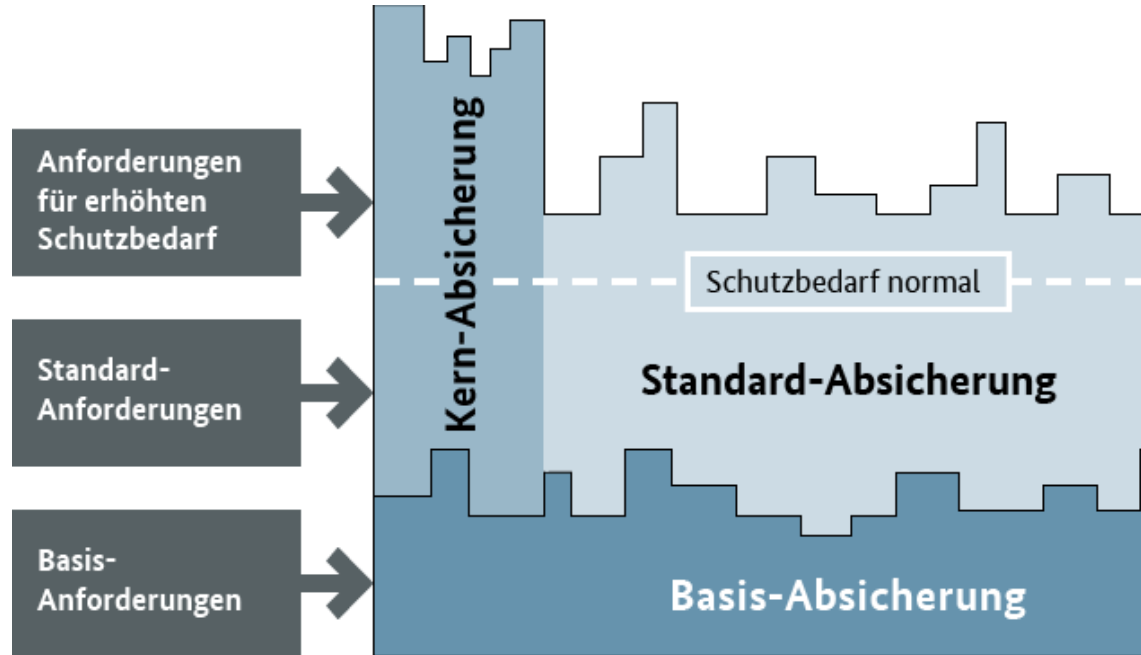 Anforderungen
für erhöhten
Schutzbedarf
Standard-
Anforderungen
Basis-
Anforderungen
Kern-Absicherung
Schutzbedarf normal
Standard-Absicherung
Basis-Absicherung